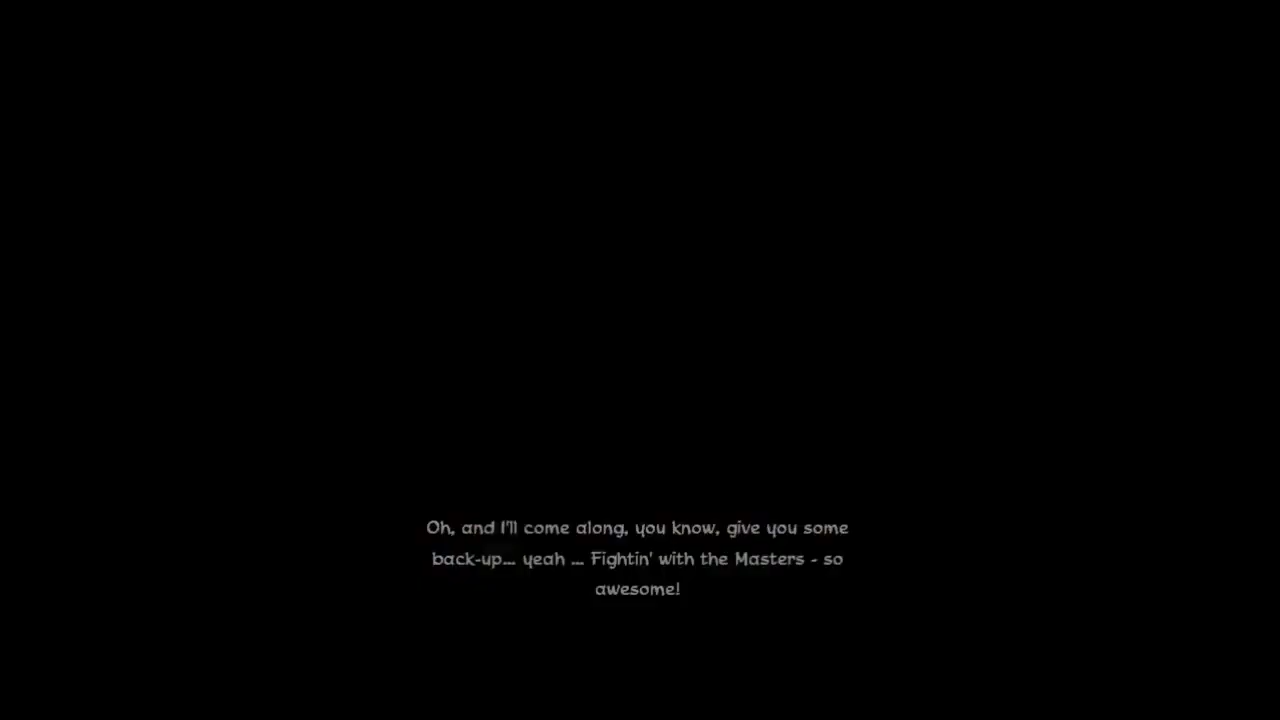 Oh, and I'll come along, you know, give you some
back-up... yeah ... Fightin' with the Masters - so
awesome!